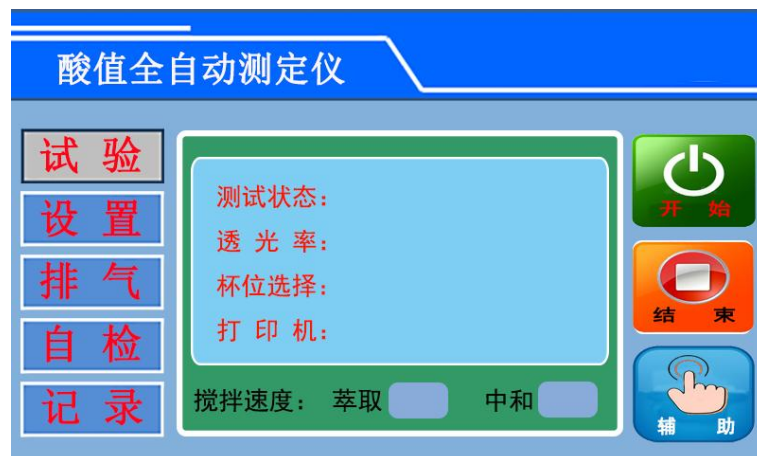 酸值全自动测定仪
试 验
设 置
排 气
自 检
记 录
测试状态：
透 光 率：
杯位选择：
打 印 机：
搅拌速度： 萃取 中和
开 始
结 束
辅 助